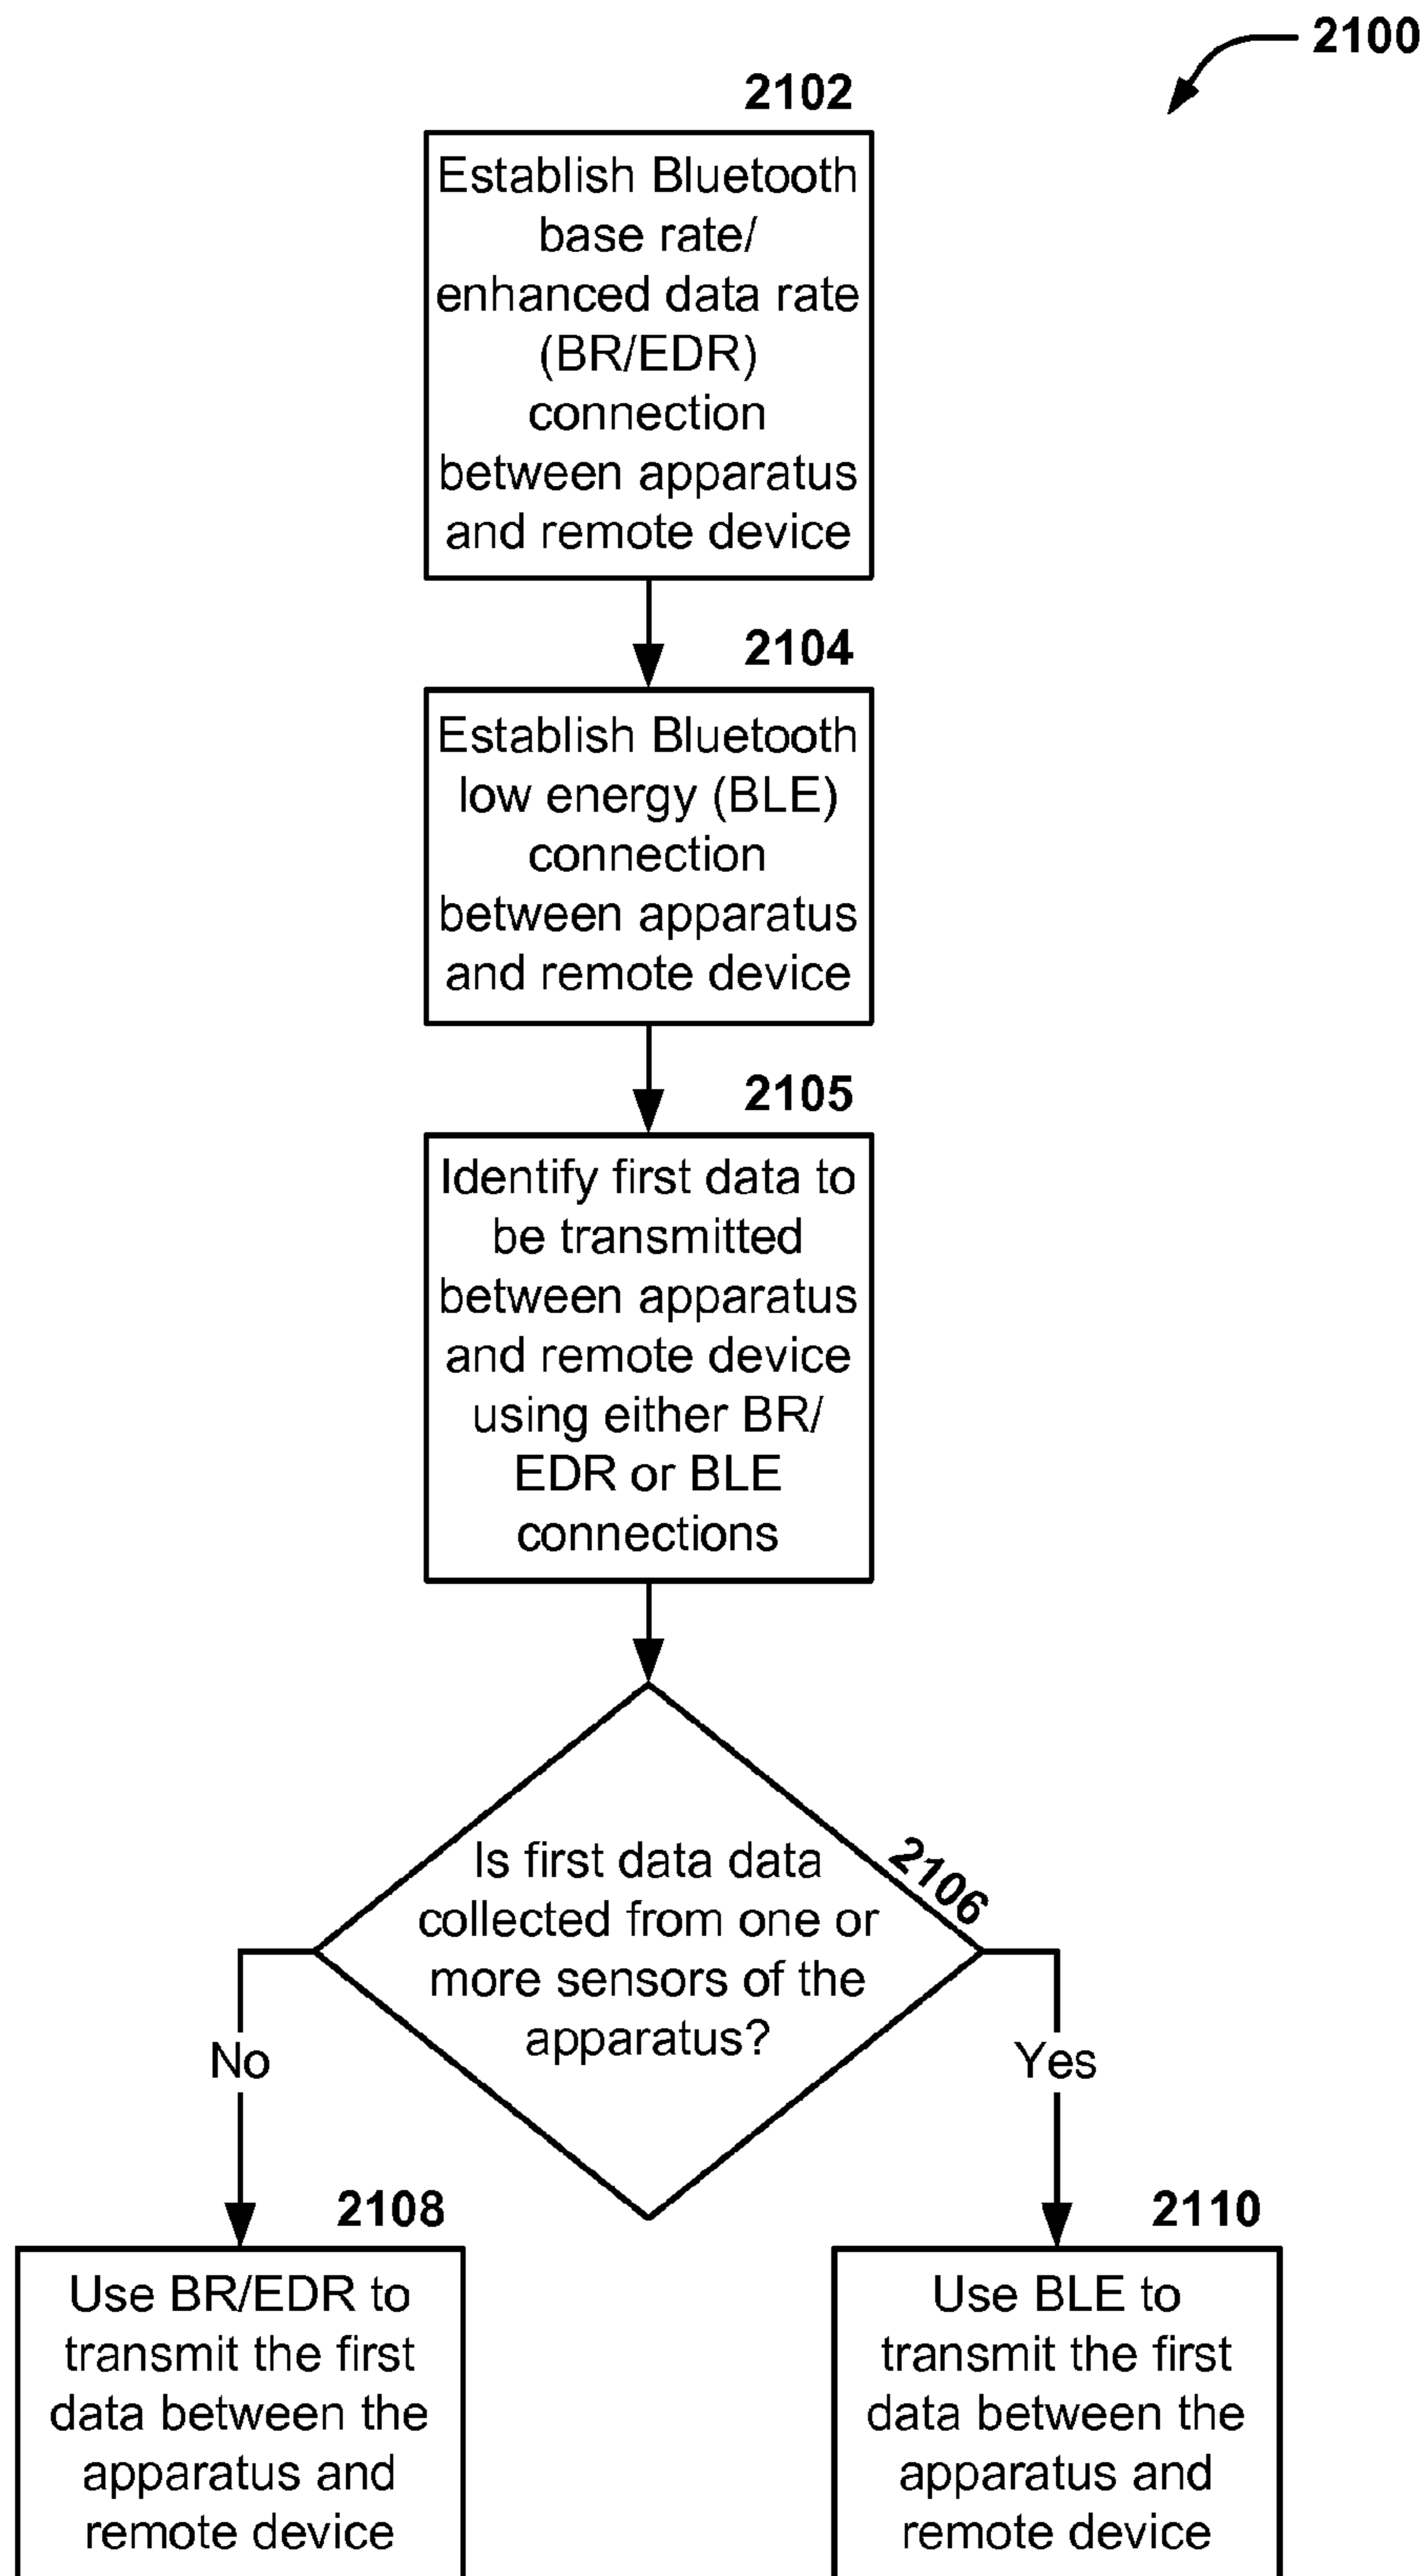 2100
2102
Establish Bluetooth
base rate/
enhanced data rate
(BR/EDR)
connection
between apparatus
and remote device
2104
Establish Bluetooth
low energy (BLE)
connection
between apparatus
and remote device
2105
Identify first data to
be transmitted
between apparatus
and remote device
using either BR/
EDR or BLE
connections
2106
Is first data data
collected from one or
more sensors of the
apparatus?
No
Yes
2108
Use BR/EDR to
transmit the first
data between the
apparatus and
remote device
2110
Use BLE to
transmit the first
data between the
apparatus and
remote device